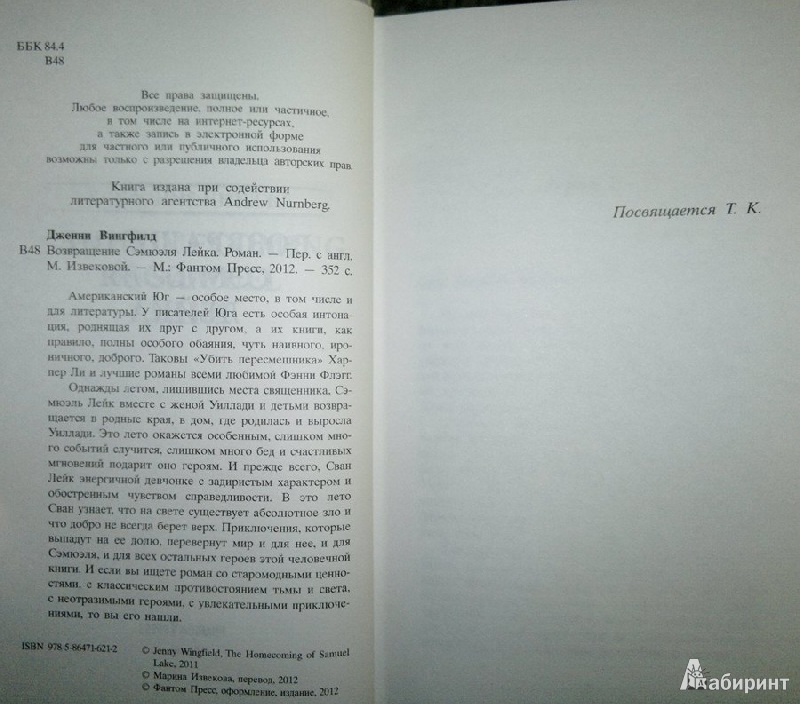 ББК 84.4
В48
Все права защищены.
Любое воспроизведение, полное или частичное,
в том числе на интернет-ресурсах,
а также запись в электронной форме
для частного или публичного использования
возможны только с разрешения владельца авторских прав.
Книга издана при содействии
литературного агентства Andrew Nurnberg.
Дженни Вингфилд
В48 Возвращение Сэмюэля Лейка. Роман. — Пер. с англ.
М. Извековой. — М.: Фантом Пресс, 2012. — 352 с.
Американский Юг — особое место, в том числе и
для литературы. У писателей Юга есть особая интона-
ция, роднящая их друг с другом, а их книги, как
правило, полны особого обаяния, чуть наивного, иро-
ничного, доброго. Таковы «Убить пересмешника» Хар-
пер Ли и лучшие романы всеми любимой Фэнни Флэгг.
Однажды летом, лишившись места священника, Сэ-
мюэль Лейк вместе с женой Уиллади и детьми возвра-
щается в родные края, в дом, где родилась и выросла
Уиллади. Это лето окажется особенным, слишком мно-
го событий случится, слишком много бед и счастливых
мгновений подарит оно героям. И прежде всего, Сван
Лейк энергичной девчонке с задиристым характером и
обостренным чувством справедливости. В это лето
Сван узнает, что на свете существует абсолютное зло и
что добро не всегда берет верх. Приключения, которые
выпадут на ее долю, перевернут мир и для нее, и для
Сэмюэля, и для всех остальных героев этой человечной
книги. И если вы ищете роман со старомодными ценно-
стями, с классическим противостоянием тьмы и света,
с неотразимыми героями, с увлекательными приключе-
ниями, то вы его нашли.
ISBN 978-5-86471-621-2
© Jenny Wingfield, The Homecoming of Samuel
Lake, 2011
© Марина Извекова, перевод, 2012
© Фантом Пресс, оформление, издание, 2012
Посвящается Т. К.
Лабиринт